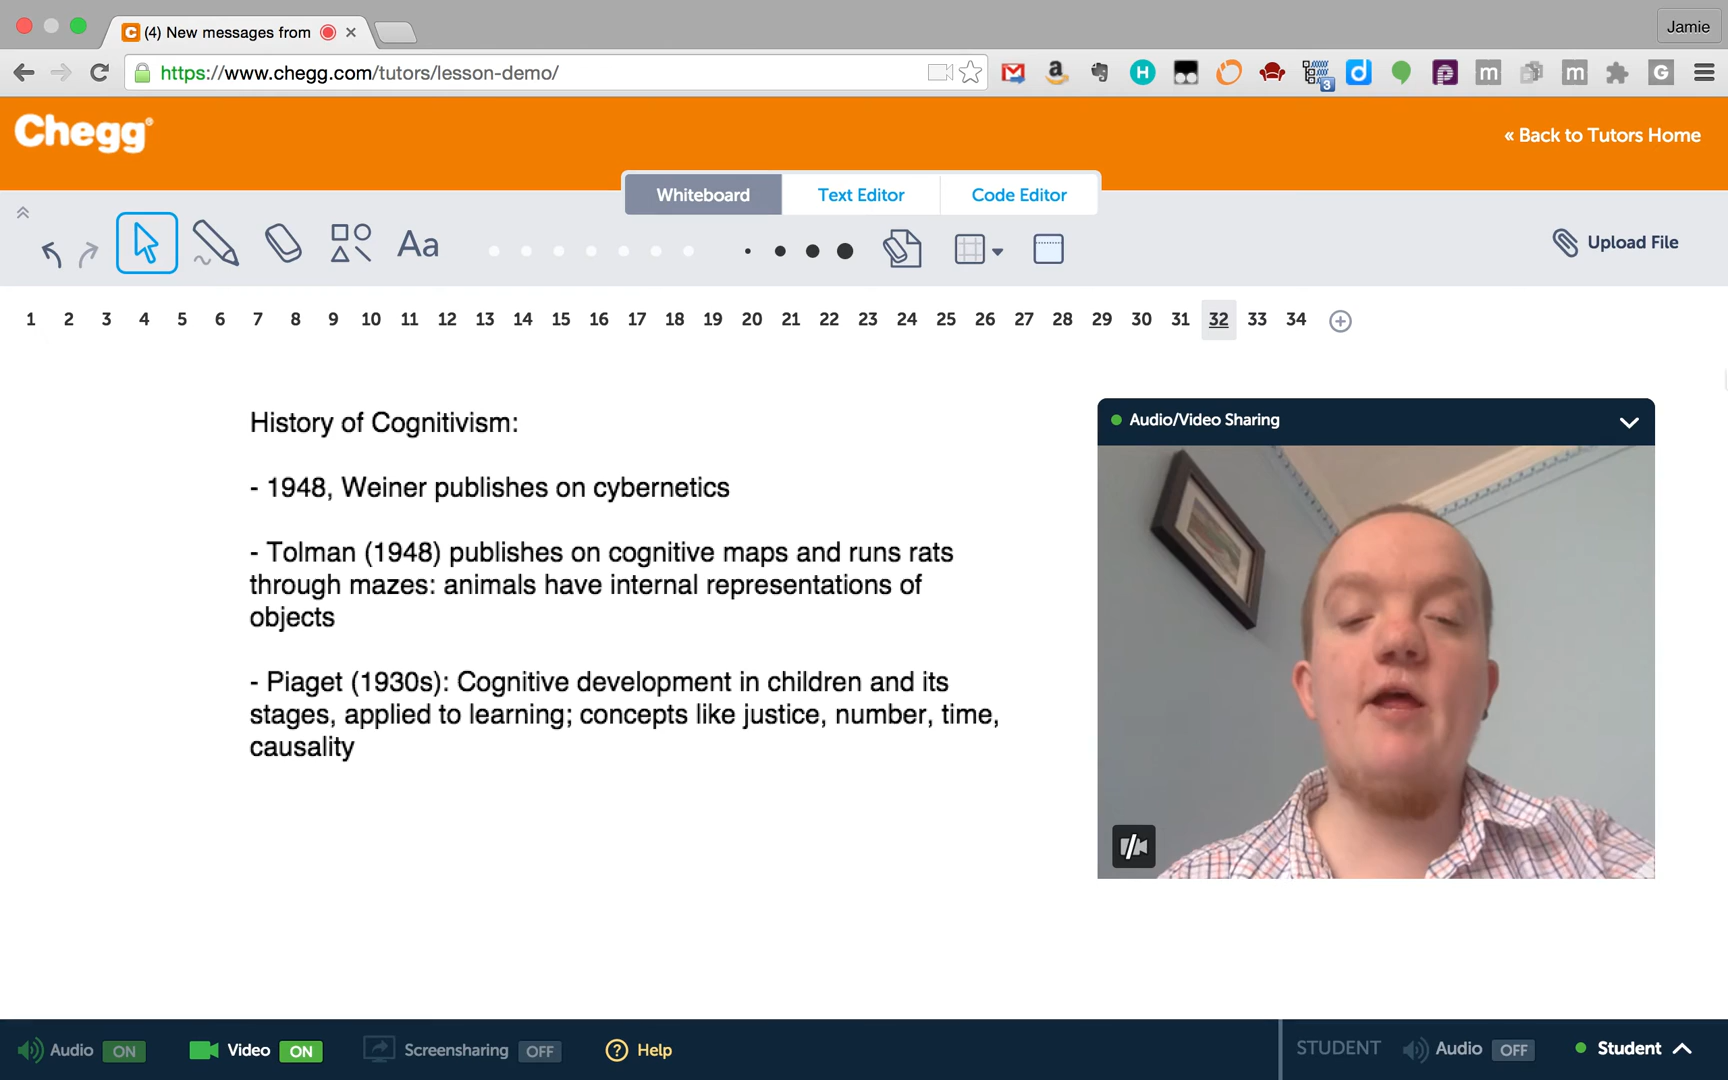 (4) New messages from
Jamie
https://www.chegg.com/tutors/lesson-demo/
3
Chegg
« Back to Tutors Home
Whiteboard Text Editor Code Editor
Aa
Upload File
1 2 3 4 5 6 7 8 9 10 11 12 13 14 15 16 17 18 19 20 21 22 23 24 25 26 27 28 29 30 31 32 33 34
History of Cognitivism:
- 1948, Weiner publishes on cybernetics
- Tolman (1948) publishes on cognitive maps and runs rats
through mazes: animals have internal representations of
objects
- Piaget (1930s): Cognitive development in children and its
stages, applied to learning; concepts like justice, number, time,
causality
Audio/Video Sharing
Audio ON Video ON Screensharing OFF ? Help STUDENT Audio OFF Student